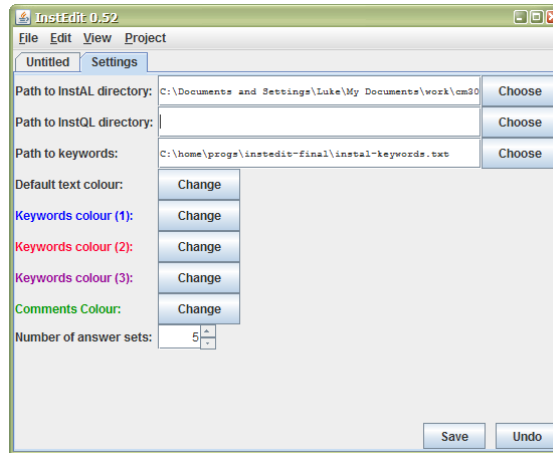 InstEdit 0.52
File Edit View Project
Untitled Settings
Path to InstAL directory: C:\Documents and Settings\Luke\My Documents\work\cm30 Choose
Path to InstQL directory: Choose
Path to keywords: C:\home\progs\instedit-final\instal-keywords.txt Choose
Default text colour: Change
Keywords colour (1): Change
Keywords colour (2): Change
Keywords colour (3): Change
Comments Colour: Change
Number of answer sets: 5
Save Undo